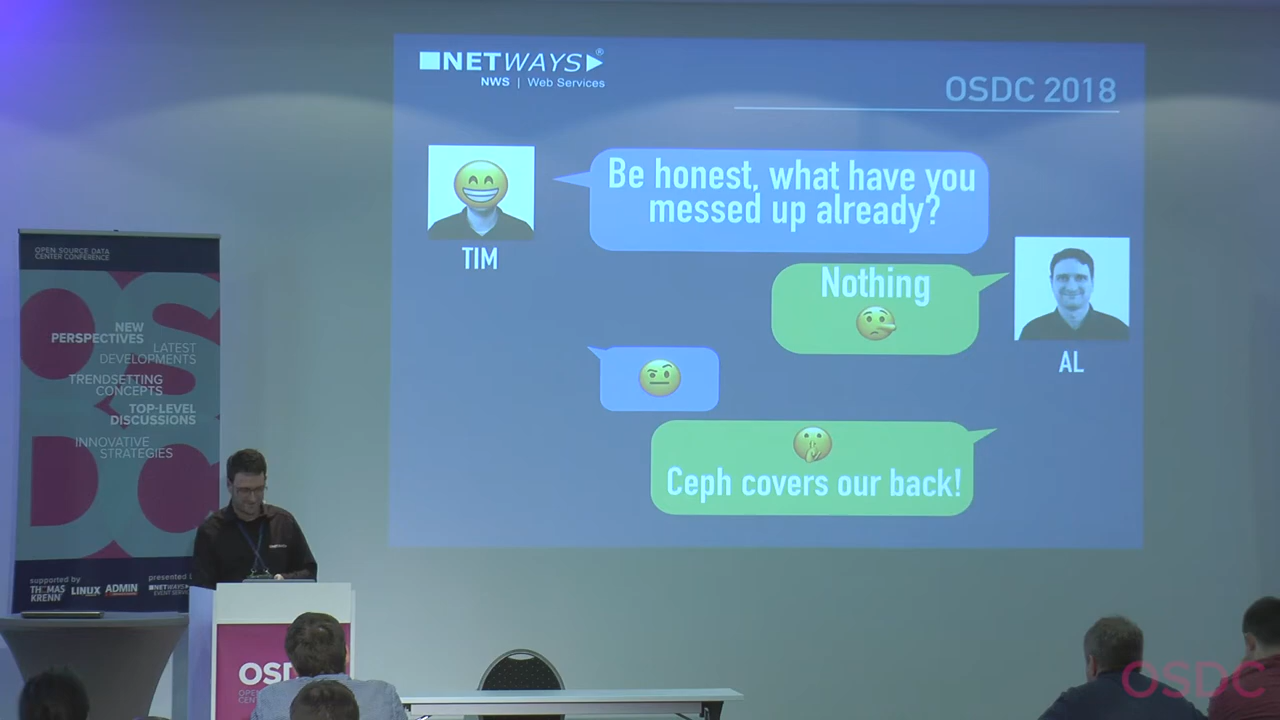 NETWAYS®
NWS | Web Services
OSDC 2018
Be honest, what have you
messed up already?
TIM
Nothing
AL
Ceph covers our back!
OPEN SOURCE DATA
CENTER CONFERENCE
NEW
PERSPECTIVES
LATEST
DEVELOPMENTS
TRENDSETTING
CONCEPTS
TOP-LEVEL
DISCUSSIONS
INNOVATIVE
STRATEGIES
supported by
THOMAS
KRENN
LINUX
ADMIN
presented
NETWAYS
OSDC